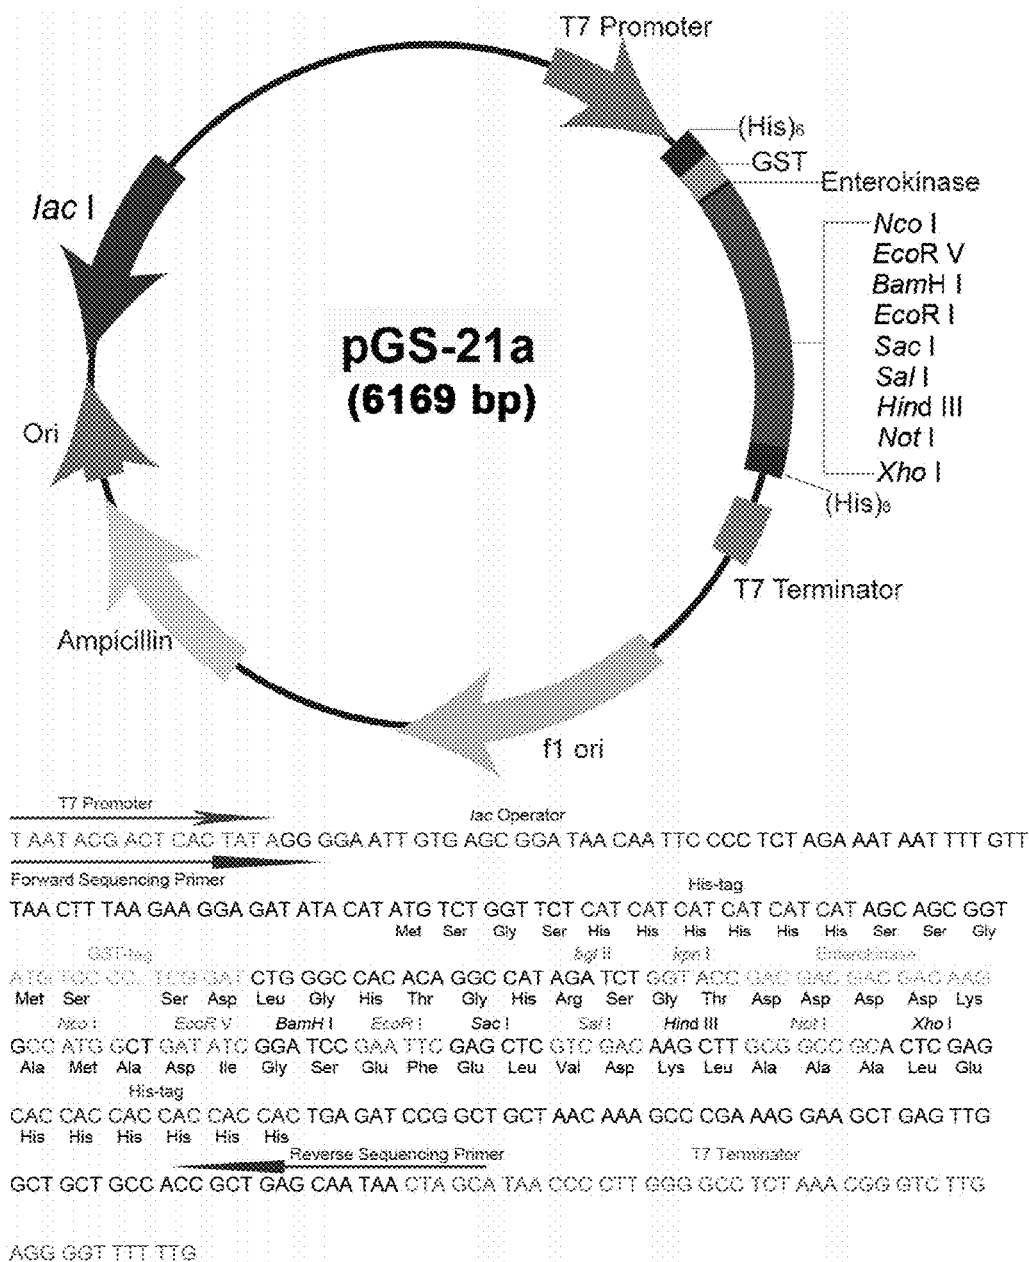 T7 Promoter
(His)6
GST
Enterokinase
lac I
Nco I
EcoR V
BamH I
EcoR I
Sac I
Sal I
Hind III
Not I
Xho I
(His)6
pGS-21a
(6169 bp)
Ori
T7 Terminator
Ampicillin
f1 ori
T7 Promoter lac Operator
T AAT ACG ACT CAC TAT AGG GGA ATT GTG AGC GGA TAA CAA TTC CCC TCT AGA AAT AAT TTT GTT
Forward Sequencing Primer His-tag
TAA CTT TAA GAA GGA GAT ATA CAT ATG TCT GGT TCT CAT CAT CAT CAT CAT CAT AGC AGC GGT
Met Ser Gly Ser His His His His His His Ser Ser Gly
GST-tag bgl II kpn I Enterokinase
ATG TCC CC... TCG GAT CTG GGC CAC ACA GGC CAT AGA TCT GGT ACC GAC GAC GAC GAC AAG
Met Ser Ser Asp Leu Gly His Thr Gly His Arg Ser Gly Thr Asp Asp Asp Asp Lys
Nco I EcoR V BamH I EcoR I Sac I Sal I Hind III Not I Xho I
GCC ATG GCT GAT ATC GGA TCC GAA TTC GAG CTC GTC GAC AAG CTT GCG GCC GCA CTC GAG
Ala Met Ala Asp Ile Gly Ser Glu Phe Glu Leu Val Asp Lys Leu Ala Ala Ala Leu Glu
His-tag
CAC CAC CAC CAC CAC CAC TGA GAT CCG GCT GCT AAC AAA GCC CGA AAG GAA GCT GAG TTG
His His His His His His
Reverse Sequencing Primer T7 Terminator
GCT GCT GCC ACC GCT GAG CAA TAA CTA GCA TAA CCC CTT GGG GCC TCT AAA CGG GTC TTG
AGG GGT TTT TTG